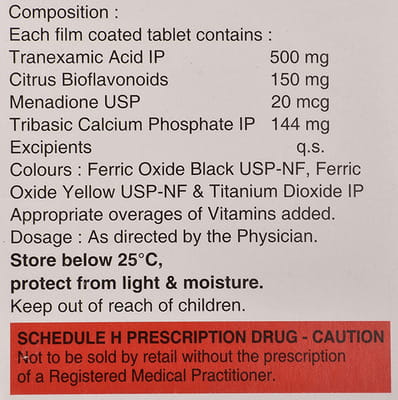 Composition :
Each film coated tablet contains :
Tranexamic Acid IP 500 mg
Citrus Bioflavonoids 150 mg
Menadione USP 20 mcg
Tribasic Calcium Phosphate IP 144 mg
Excipients q.s.
Colours : Ferric Oxide Black USP-NF, Ferric
Oxide Yellow USP-NF & Titanium Dioxide IP
Appropriate overages of Vitamins added.
Dosage : As directed by the Physician.
Store below 25°C,
protect from light & moisture.
Keep out of reach of children.
SCHEDULE H PRESCRIPTION DRUG - CAUTION
Not to be sold by retail without the prescription
of a Registered Medical Practitioner.